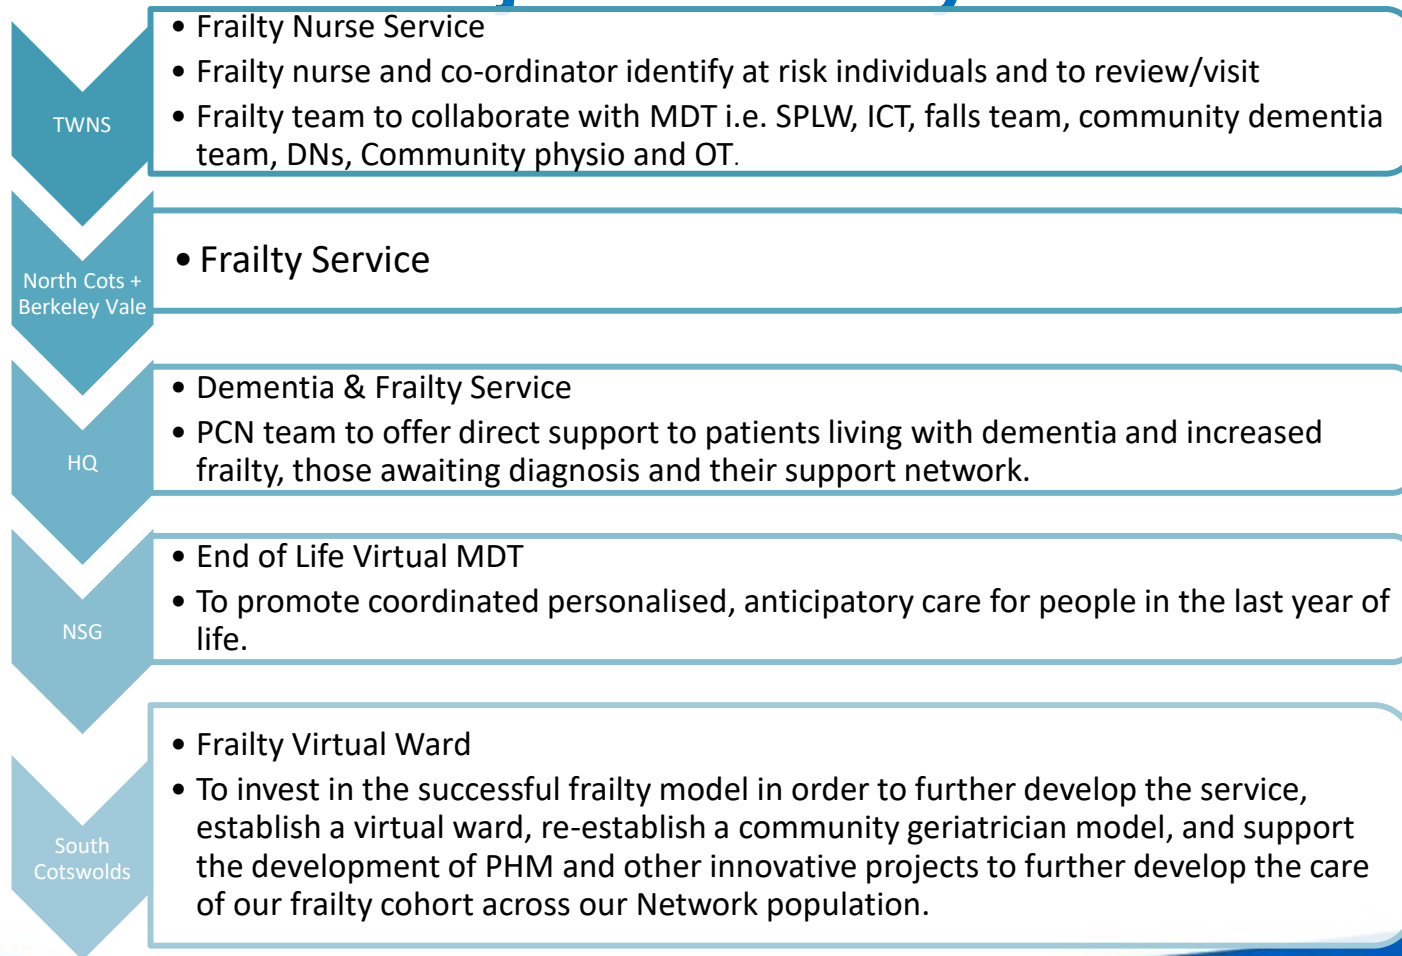 TWNS
• Frailty Nurse Service
• Frailty nurse and co-ordinator identify at risk individuals and to review/visit
• Frailty team to collaborate with MDT i.e. SPLW, ICT, falls team, community dementia
team, DNs, Community physio and OT.
North Cots +
Berkeley Vale
• Frailty Service
HQ
• Dementia & Frailty Service
• PCN team to offer direct support to patients living with dementia and increased
frailty, those awaiting diagnosis and their support network.
NSG
• End of Life Virtual MDT
• To promote coordinated personalised, anticipatory care for people in the last year of
life.
South
Cotswolds
• Frailty Virtual Ward
• To invest in the successful frailty model in order to further develop the service,
establish a virtual ward, re-establish a community geriatrician model, and support
the development of PHM and other innovative projects to further develop the care
of our frailty cohort across our Network population.